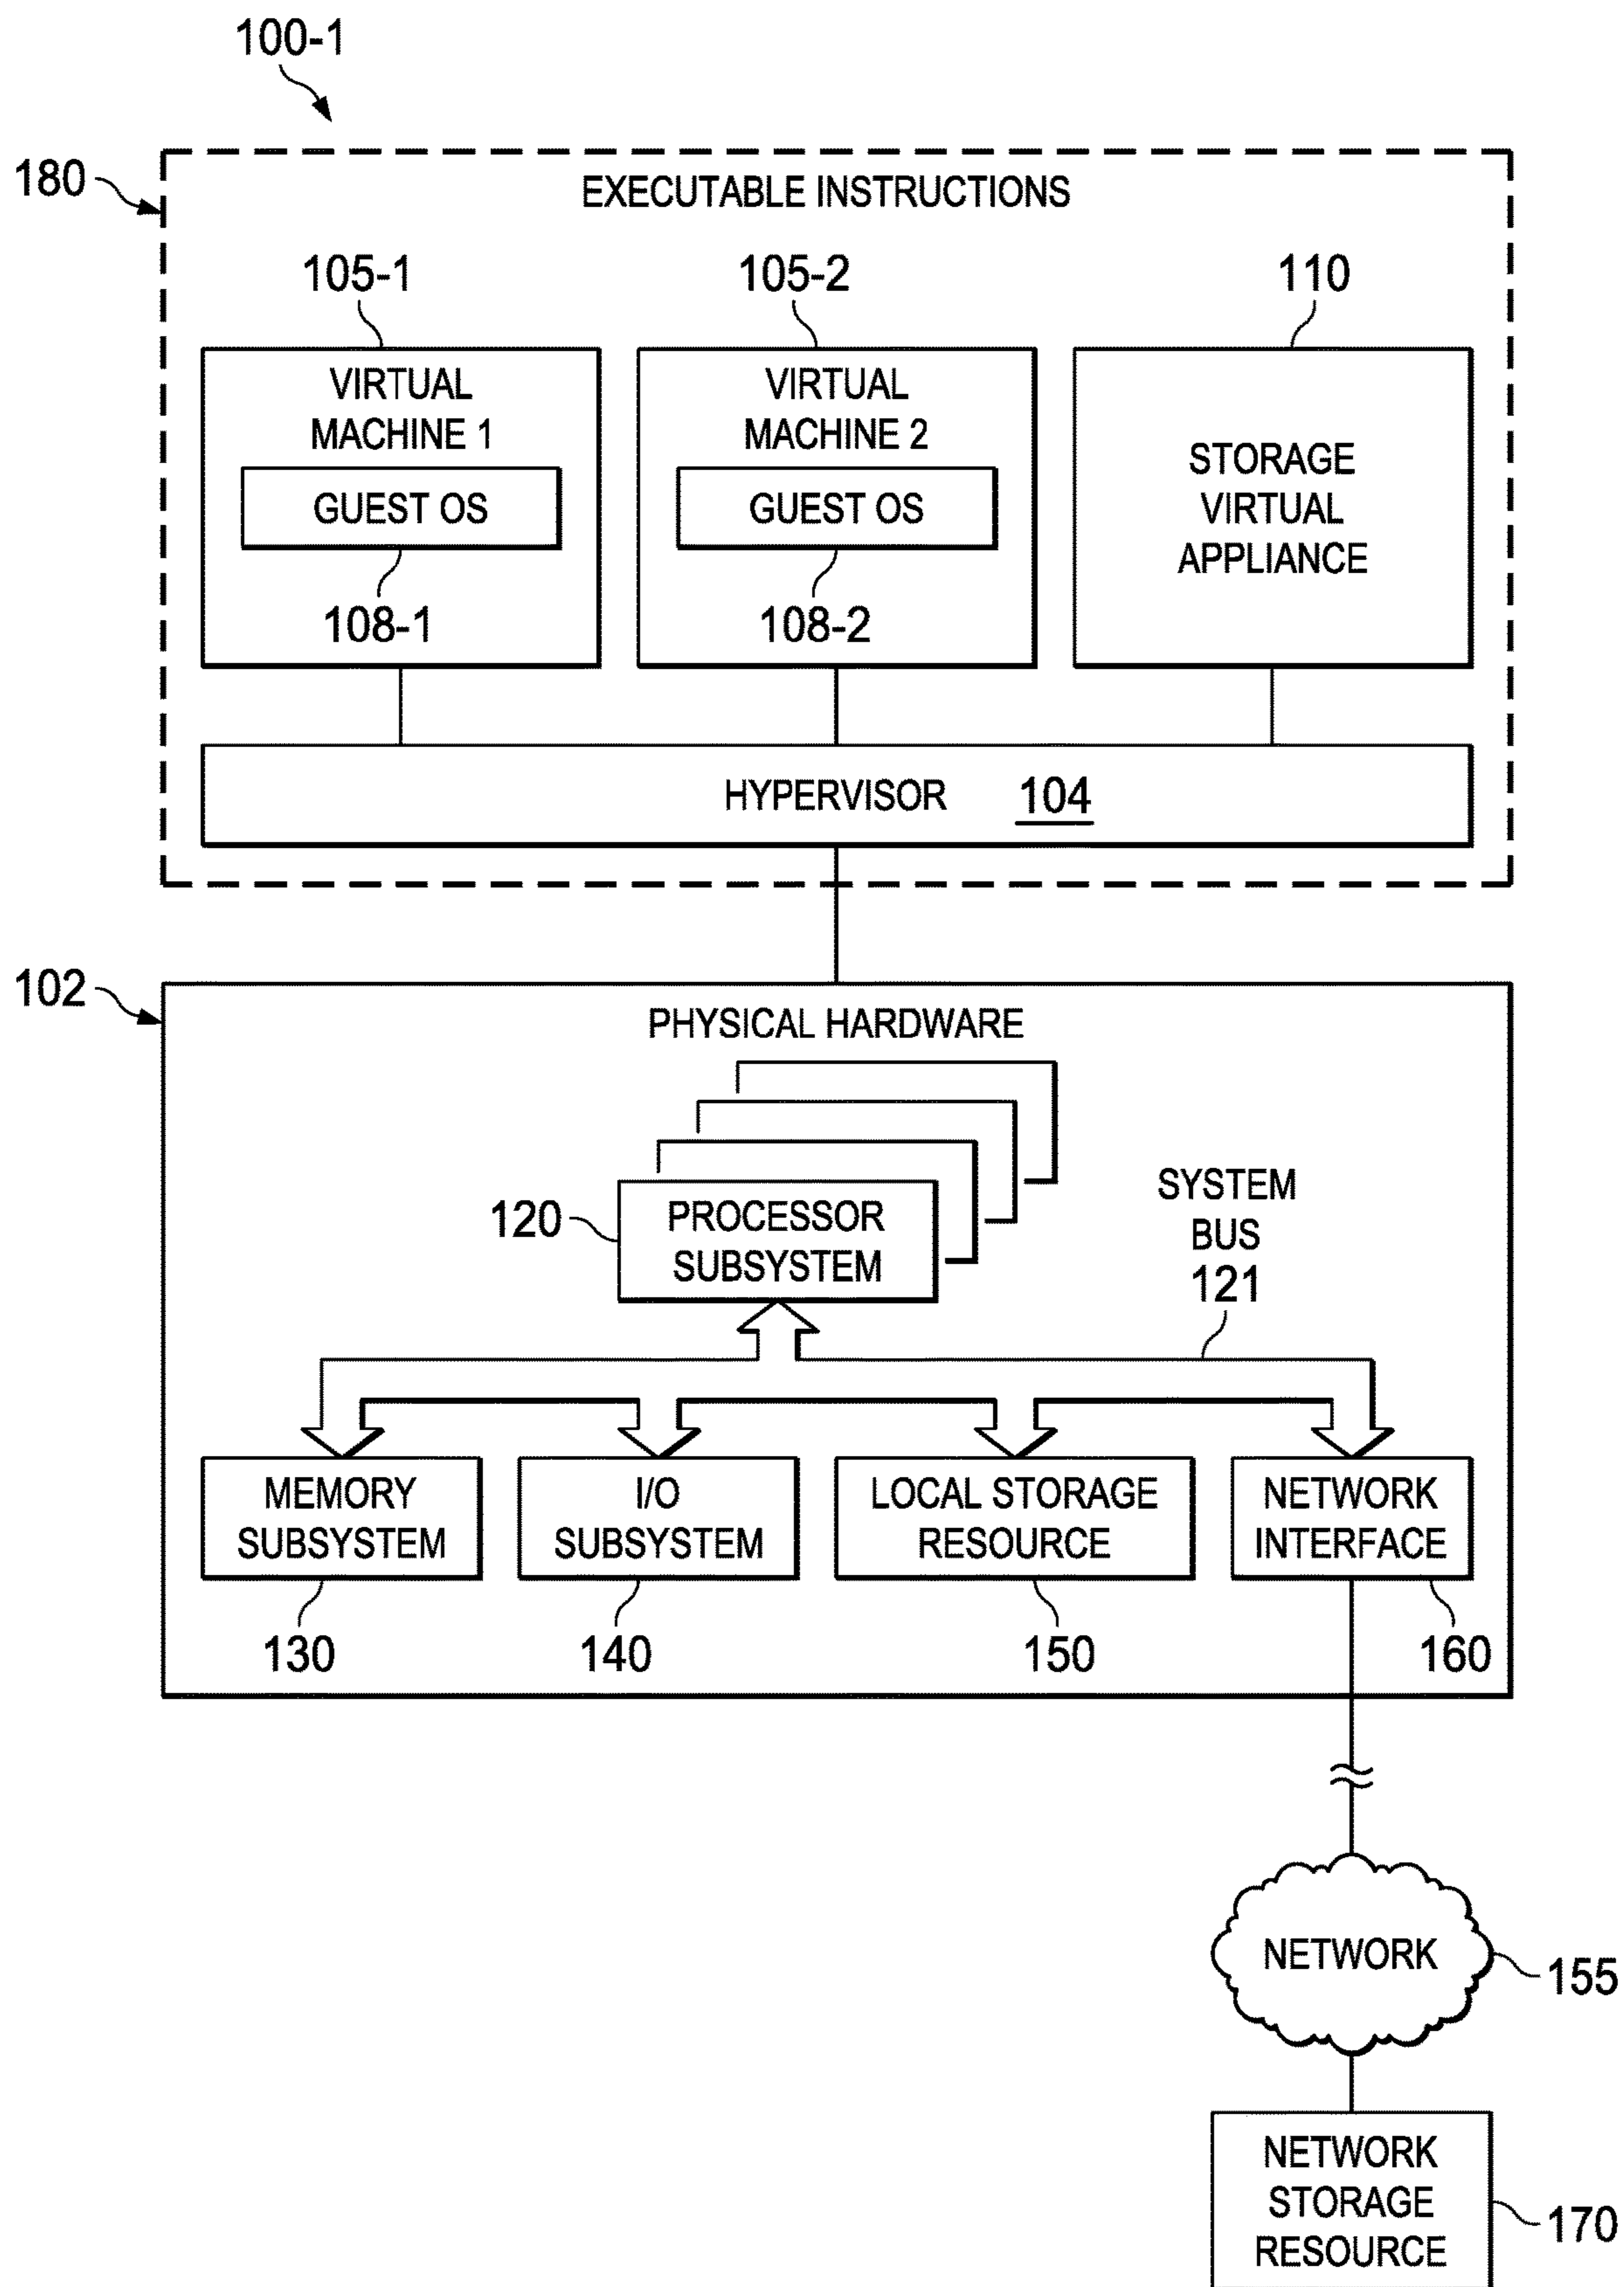 100-1
180
EXECUTABLE INSTRUCTIONS
105-1
105-2
110
VIRTUAL
MACHINE 1
GUEST OS
108-1
VIRTUAL
MACHINE 2
GUEST OS
108-2
STORAGE
VIRTUAL
APPLIANCE
HYPERVISOR 104
102
PHYSICAL HARDWARE
120
PROCESSOR
SUBSYSTEM
SYSTEM
BUS
121
MEMORY
SUBSYSTEM
130
I/O
SUBSYSTEM
140
LOCAL STORAGE
RESOURCE
150
NETWORK
INTERFACE
160
NETWORK
155
NETWORK
STORAGE
RESOURCE
170